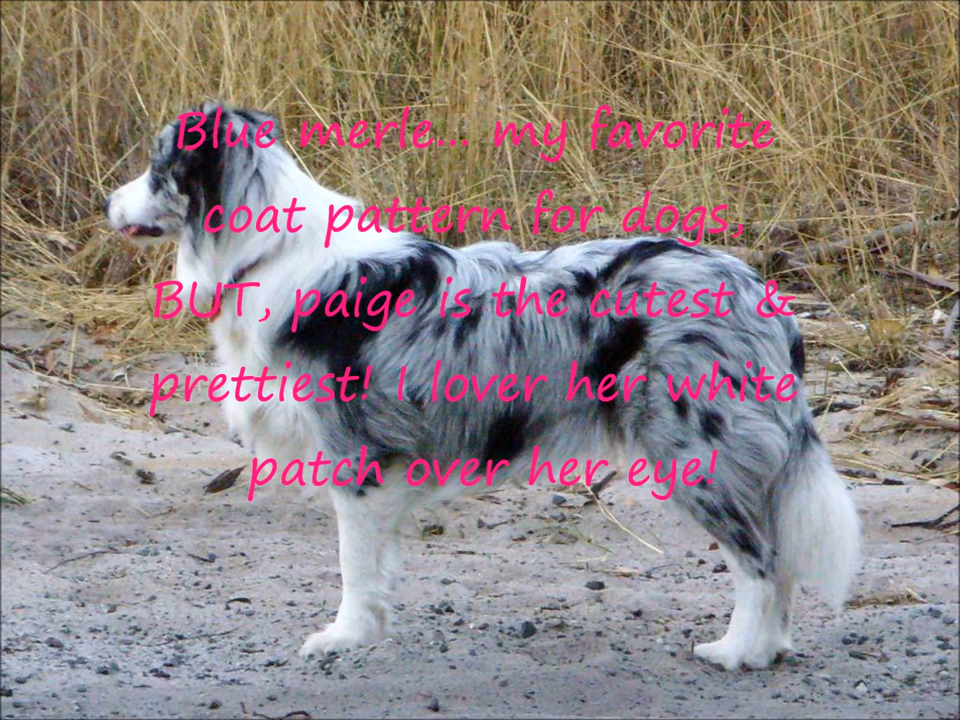 Blue merle... my favorite
coat pattern for dogs,
BUT, paige is the cutest &
prettiest! I lover her white
patch over her eye!